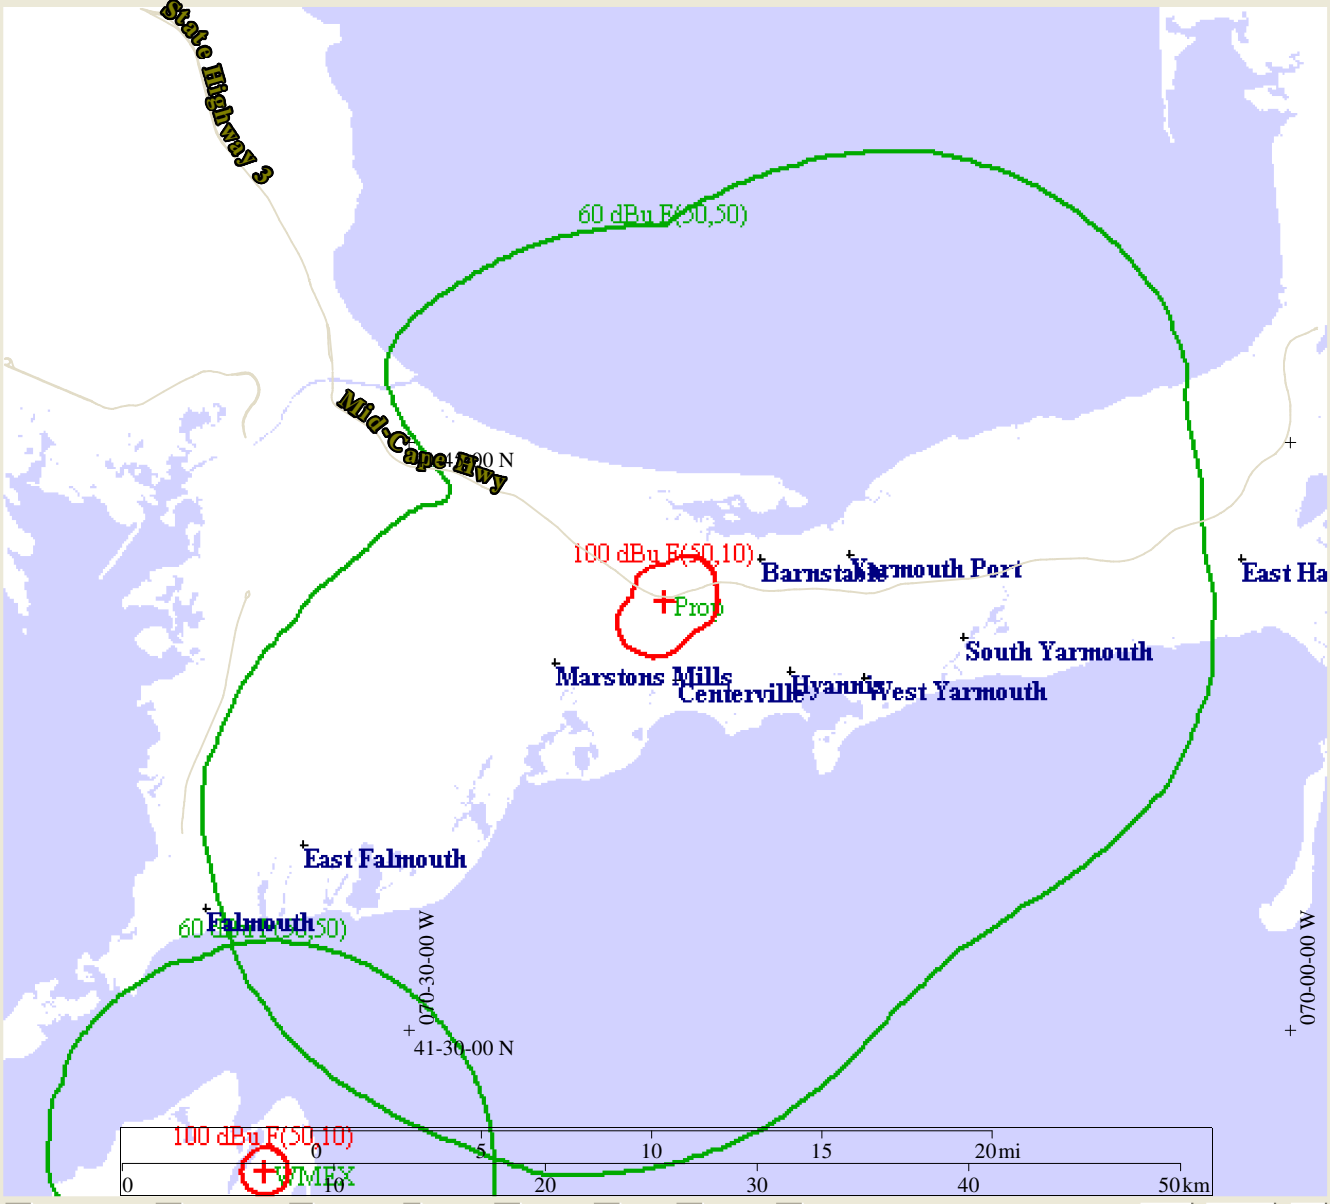 State Highway 3
60 dBu F(50,50)
Mid-Cape Hwy
00 N
100 dBu F(50,10)
Prop
Barnstable
Yarmouth Port
East Ha
South Yarmouth
Marstons Mills
Centerville
Hyannis
West Yarmouth
East Falmouth
Falmouth
60 dBu F(50,50)
070-30-00 W
070-00-00 W
41-30-00 N
100 dBu F(50,10)
0 5 10 15 20mi
0 10 20 30 40 50km